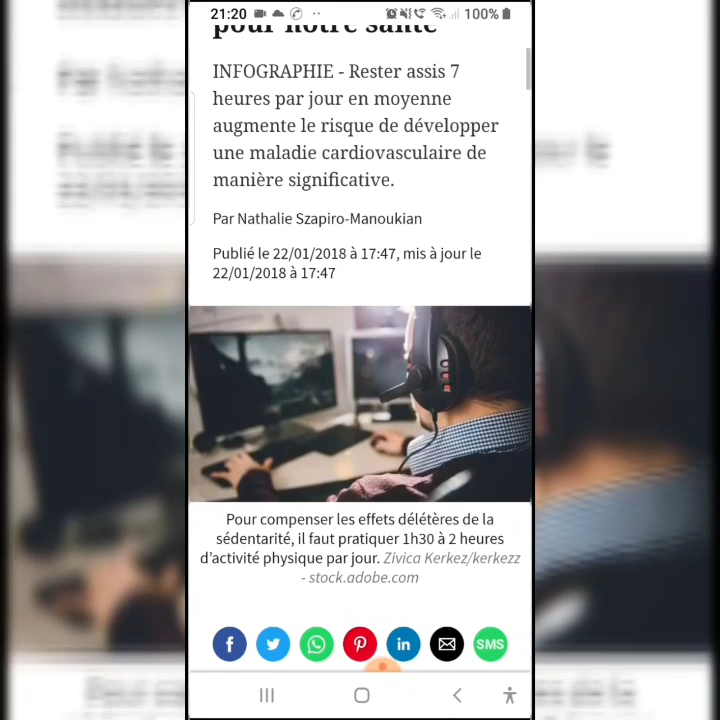 21:20 100%
pour notre santé
INFOGRAPHIE - Rester assis 7
heures par jour en moyenne
augmente le risque de développer
une maladie cardiovasculaire de
manière significative.
Par Nathalie Szapiro-Manoukian
Publié le 22/01/2018 à 17:47, mis à jour le
22/01/2018 à 17:47
Pour compenser les effets délétères de la
sédentarité, il faut pratiquer 1h30 à 2 heures
d'activité physique par jour. Zivica Kerkez/kerkezz
- stock.adobe.com
SMS